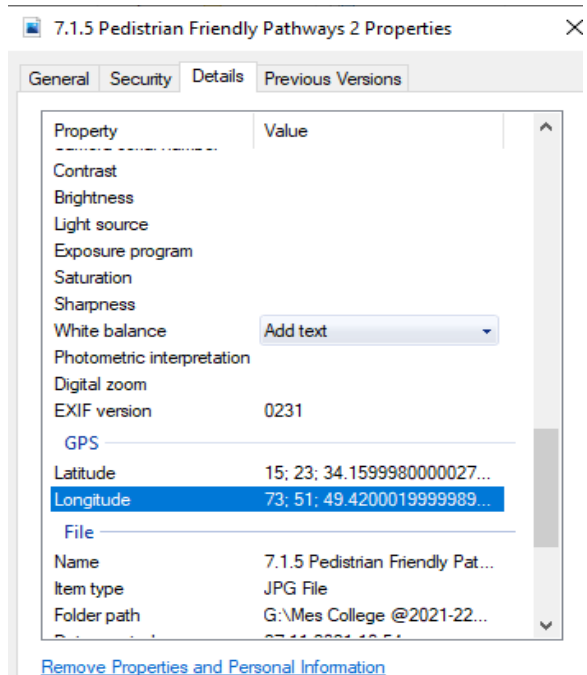 7.1.5 Pedistrian Friendly Pathways 2 Properties
General Security Details Previous Versions
Property Value
Contrast
Brightness
Light source
Exposure program
Saturation
Sharpness
White balance Add text
Photometric interpretation
Digital zoom
EXIF version 0231
GPS
Latitude 15; 23; 34.1599980000027...
Longitude 73; 51; 49.4200019999989...
File
Name 7.1.5 Pedistrian Friendly Pat...
Item type JPG File
Folder path G:\Mes College @2021-22...
Remove Properties and Personal Information